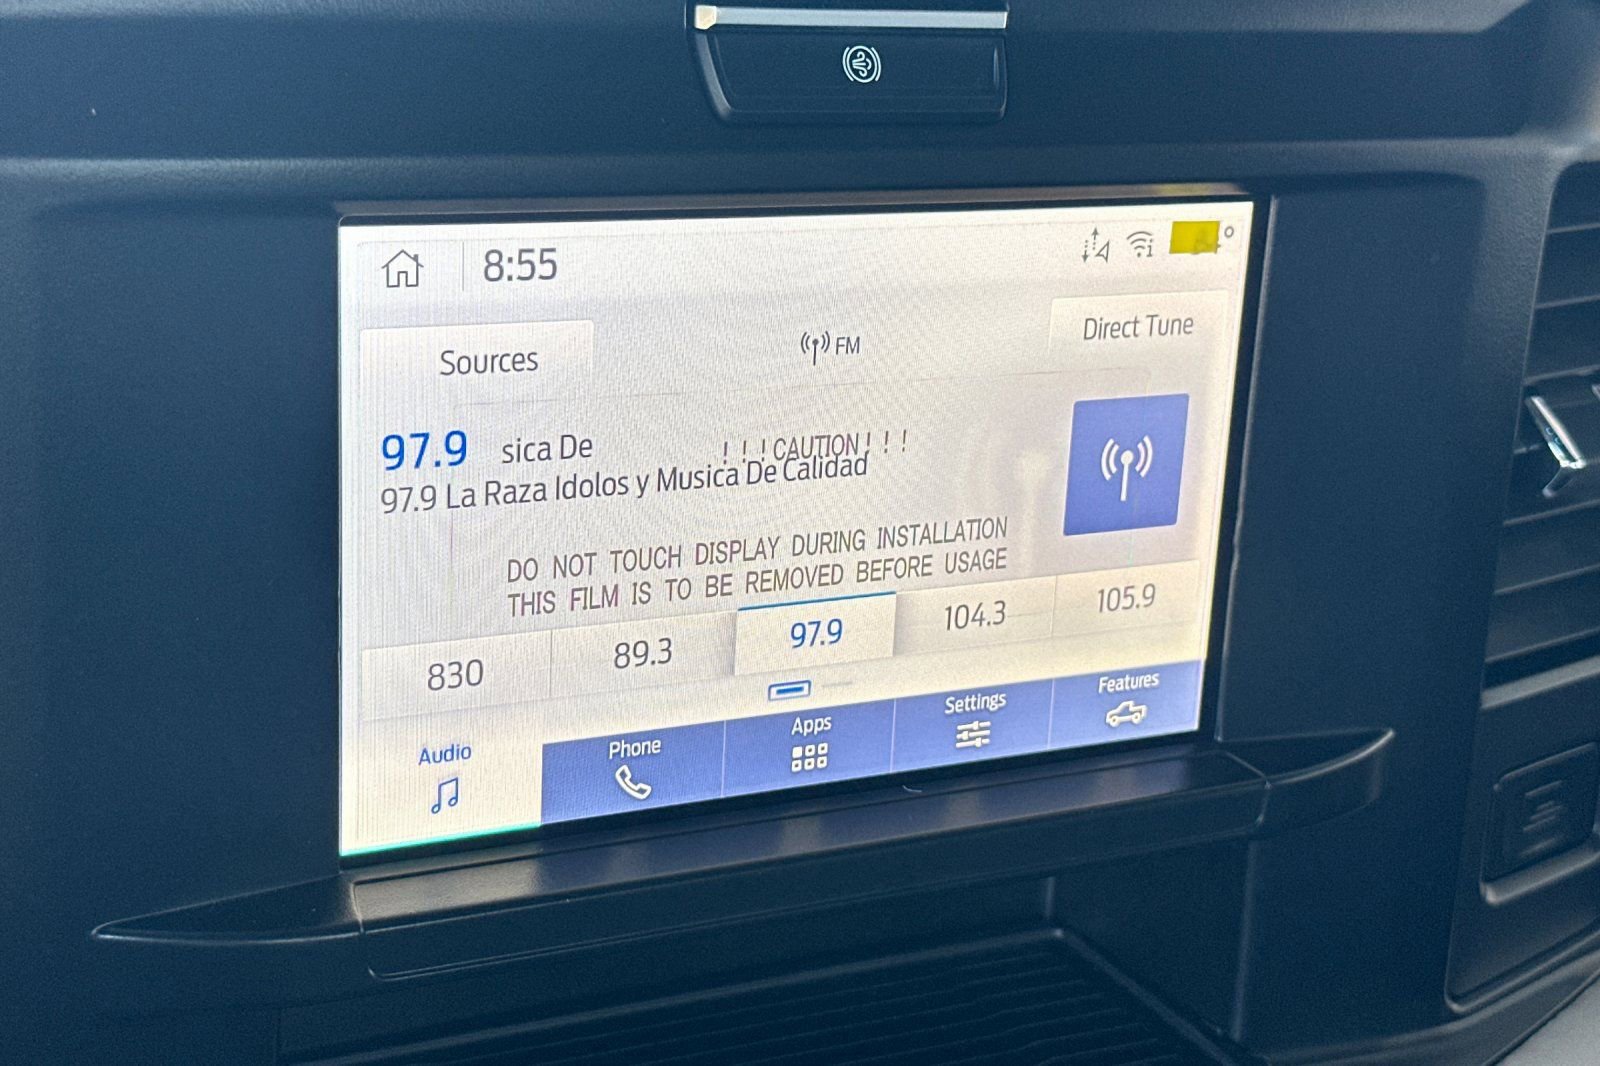 8:55
Sources
FM
Direct Tune
97.9 sica De
! ! ! CAUTION ! ! !
97.9 La Raza Idolos y Musica De Calidad
DO NOT TOUCH DISPLAY DURING INSTALLATION
THIS FILM IS TO BE REMOVED BEFORE USAGE
830 89.3 97.9 104.3 105.9
Audio Phone Apps Settings Features